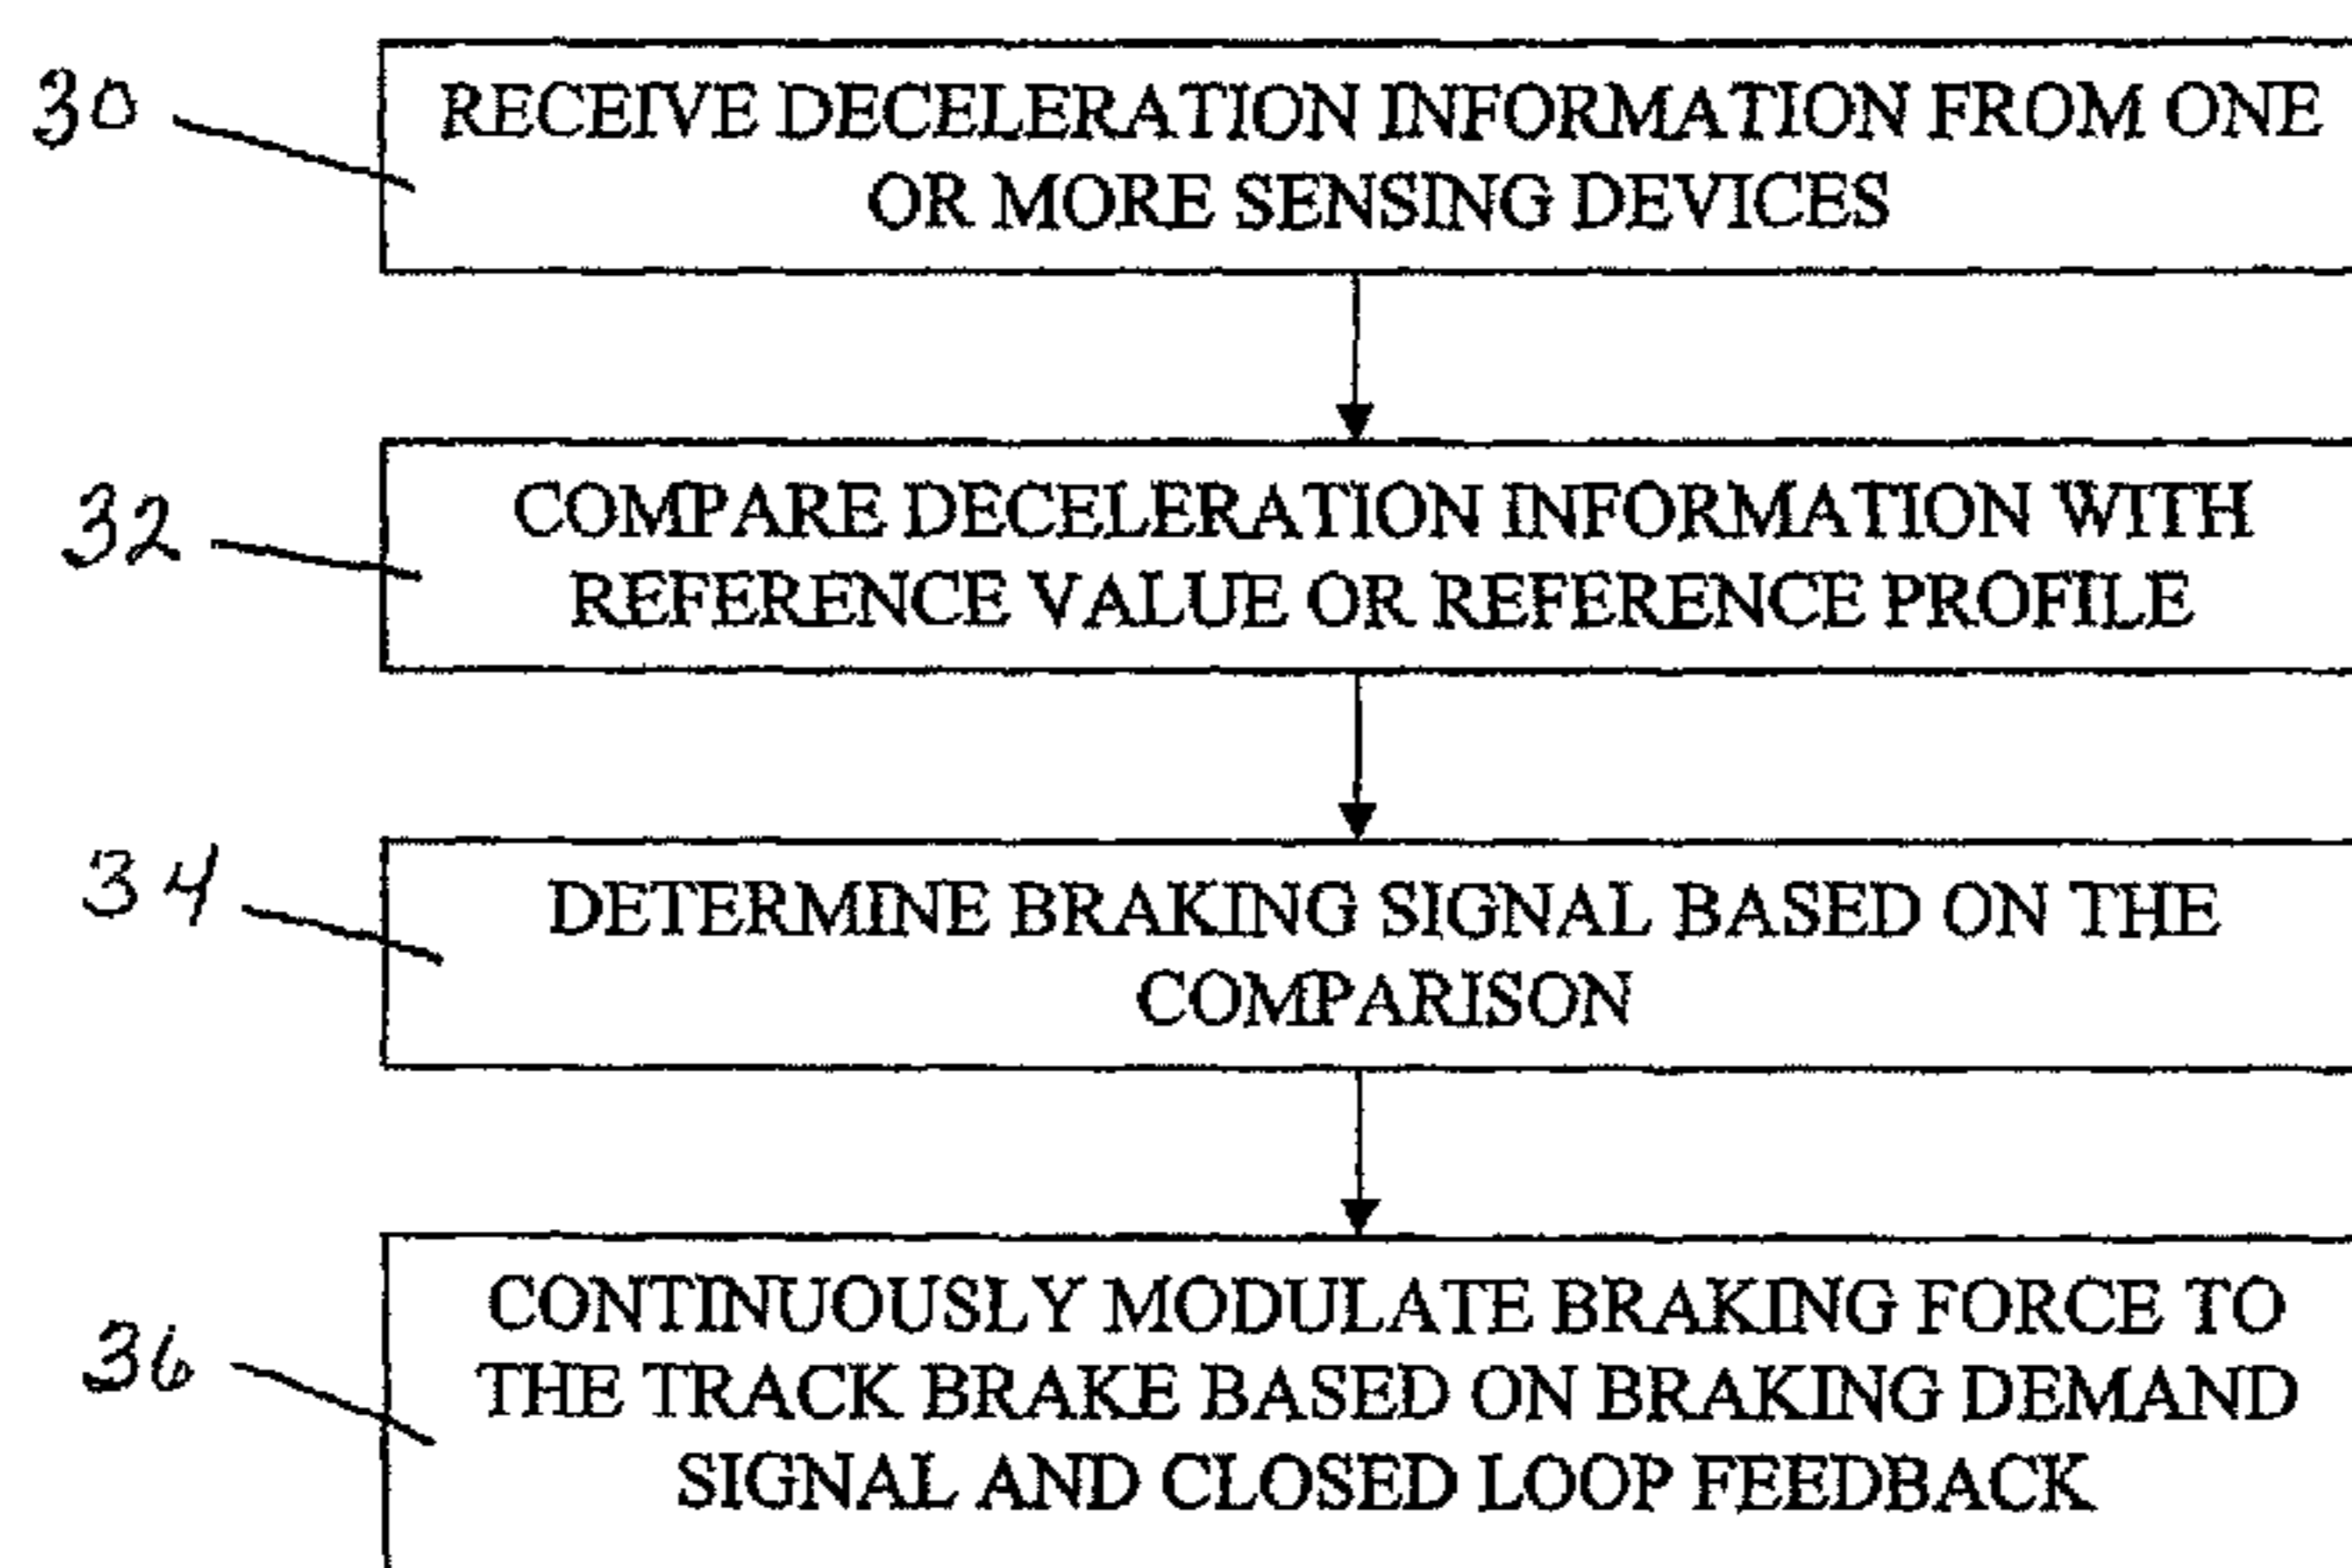 30
RECEIVE DECELERATION INFORMATION FROM ONE
OR MORE SENSING DEVICES
32
COMPARE DECELERATION INFORMATION WITH
REFERENCE VALUE OR REFERENCE PROFILE
34
DETERMINE BRAKING SIGNAL BASED ON THE
COMPARISON
36
CONTINUOUSLY MODULATE BRAKING FORCE TO
THE TRACK BRAKE BASED ON BRAKING DEMAND
SIGNAL AND CLOSED LOOP FEEDBACK